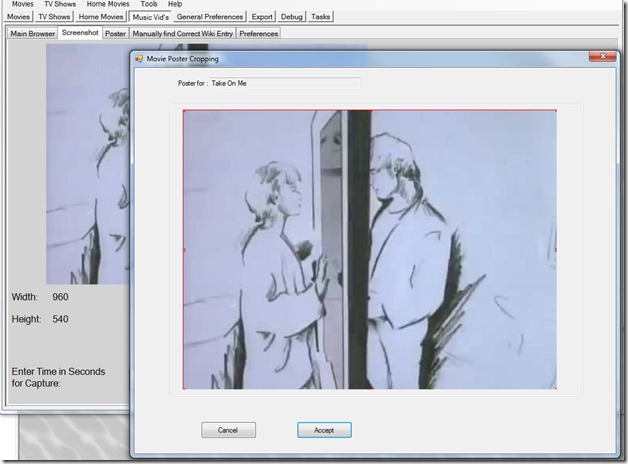 Movies TV Shows Home Movies Tools Help
Movies TV Shows Home Movies Music Vid's General Preferences Export Debug Tasks
Main Browser Screenshot Poster Manually find Correct Wiki Entry Preferences
Movie Poster Cropping
Poster for : Take On Me
Width: 960
Height: 540
Enter Time in Seconds
for Capture:
Cancel Accept